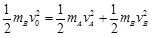 ½m_B v_0² = ½m_A v_A² + ½m_B v_B²